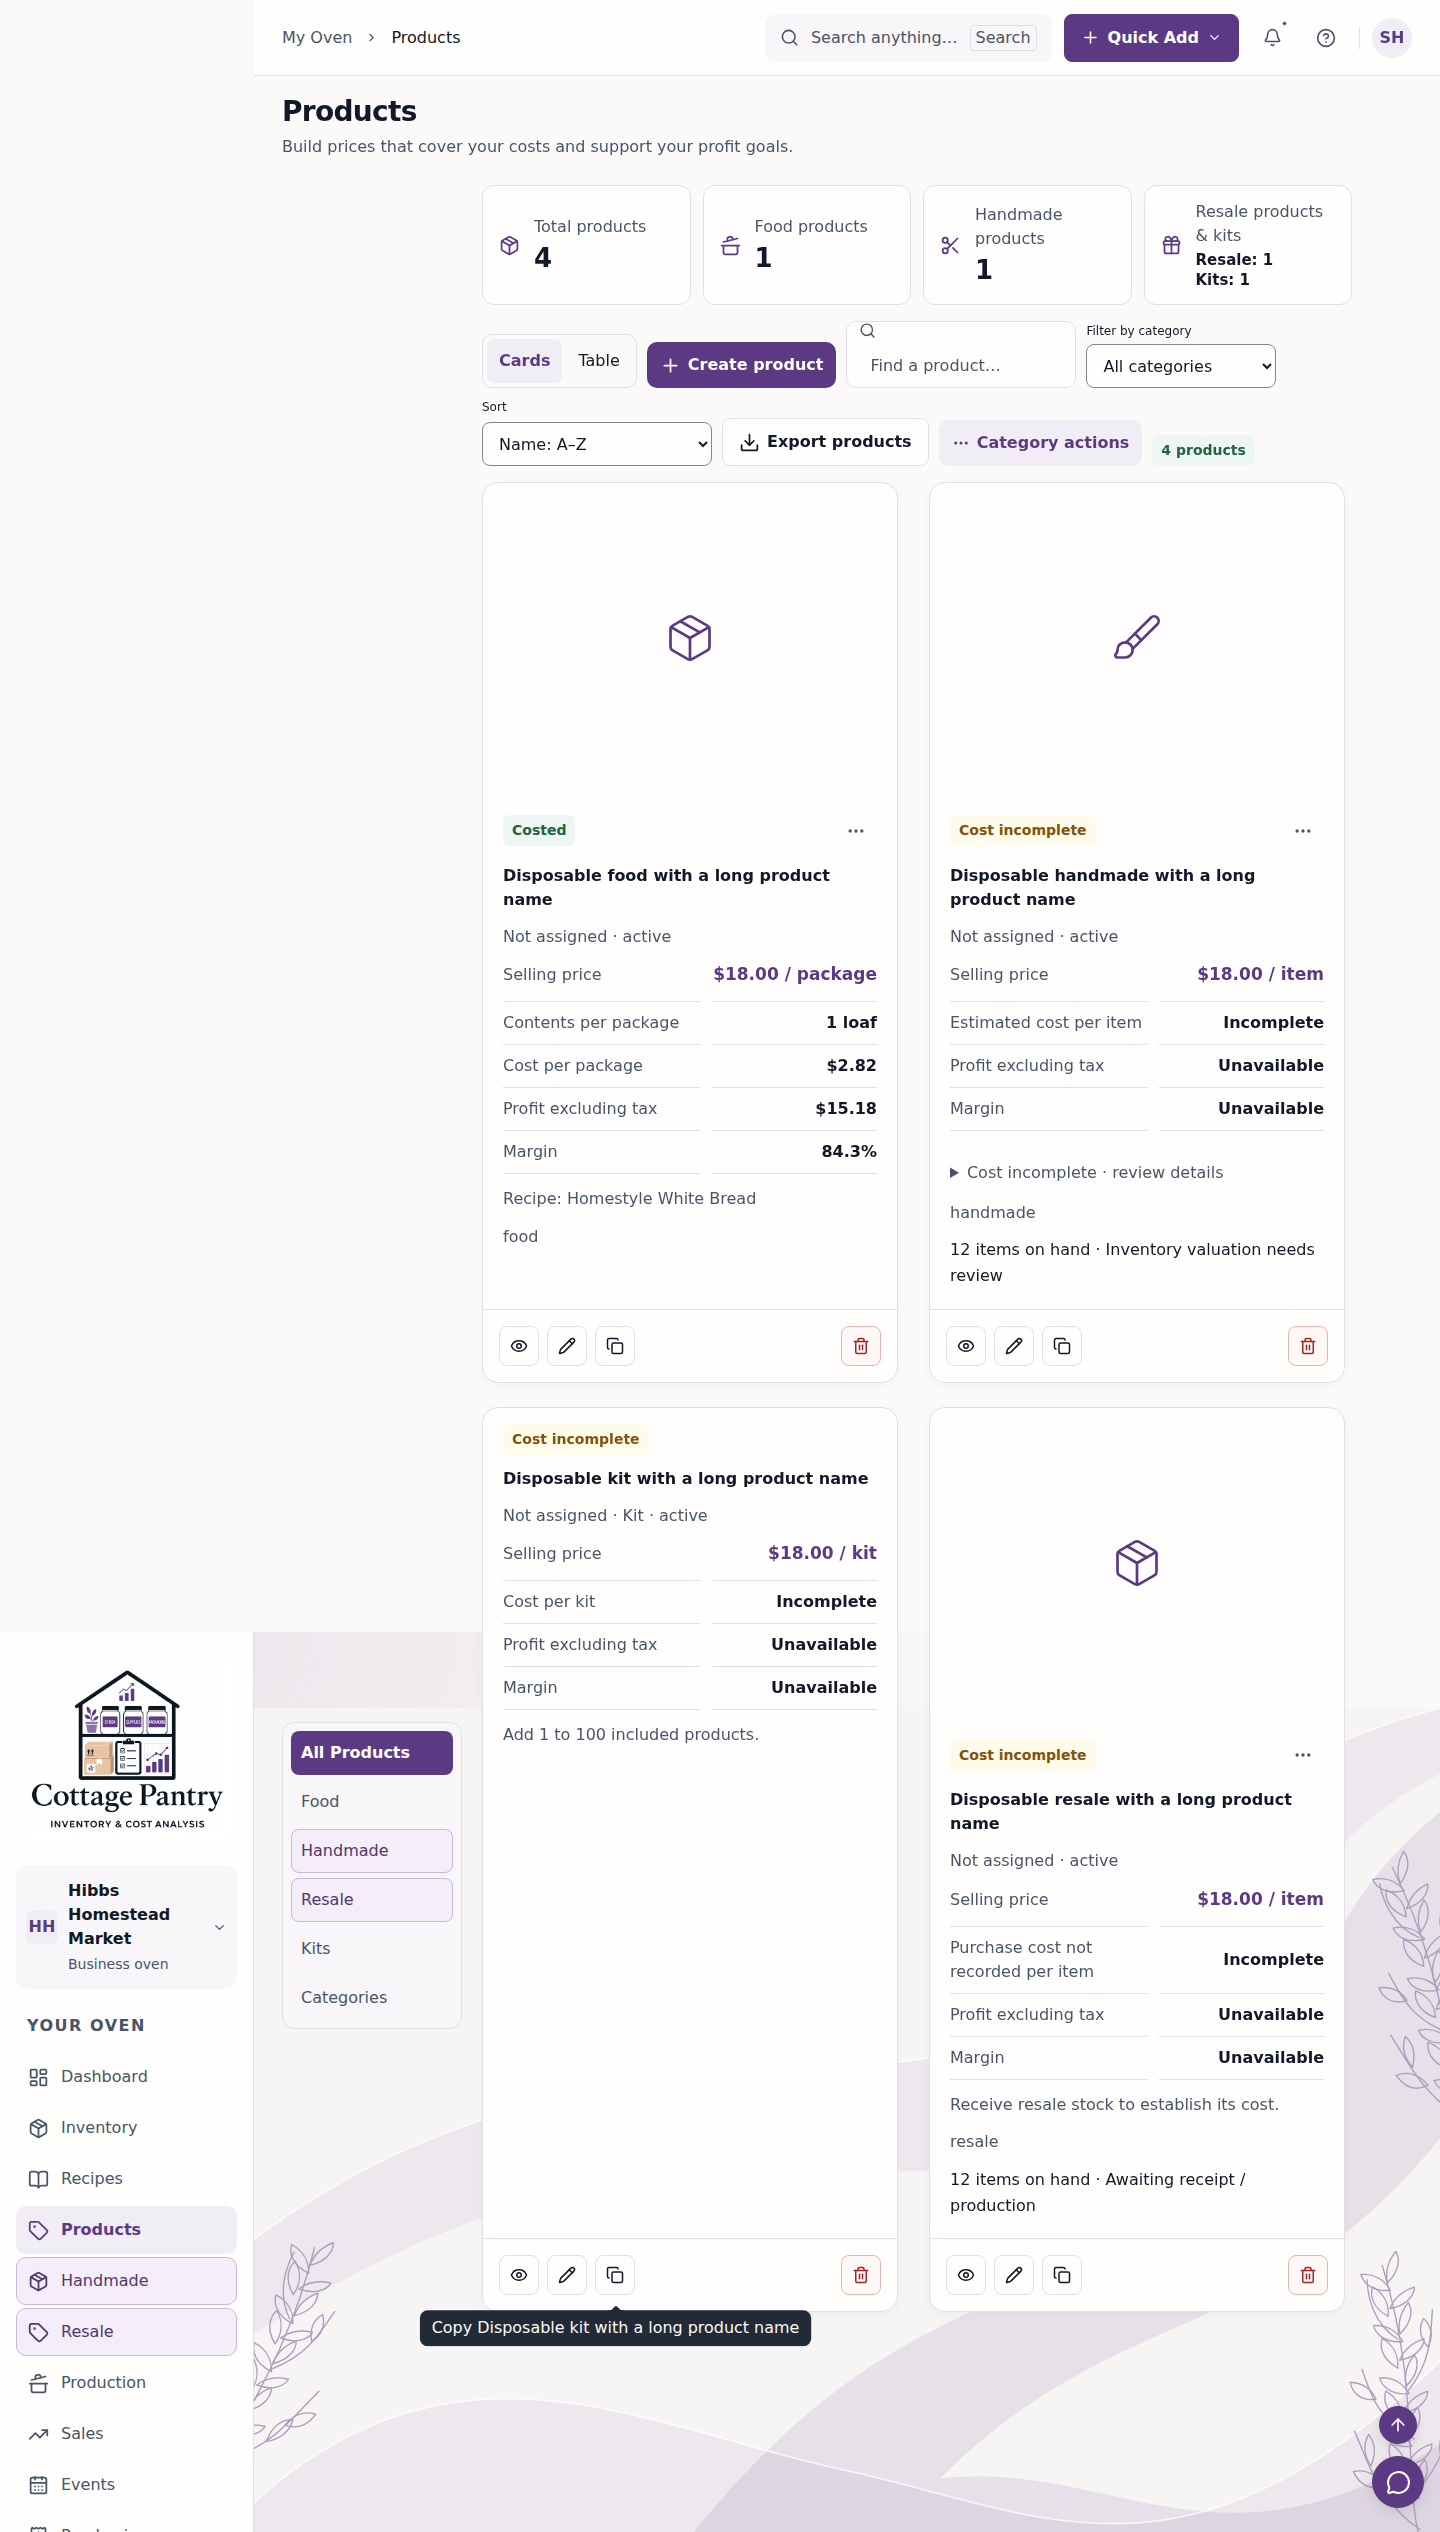 My Oven > Products
Search anything... Search
+ Quick Add
SH
Products
Build prices that cover your costs and support your profit goals.
Total products
4
Food products
1
Handmade
products
1
Resale products
& kits
Resale: 1
Kits: 1
Cards Table
+ Create product
Find a product...
Filter by category
All categories
Sort
Name: A–Z
Export products
Category actions
4 products
Costed
Disposable food with a long product
name
Not assigned · active
Selling price $18.00 / package
Contents per package 1 loaf
Cost per package $2.82
Profit excluding tax $15.18
Margin 84.3%
Recipe: Homestyle White Bread
food
Cost incomplete
Disposable handmade with a long
product name
Not assigned · active
Selling price $18.00 / item
Estimated cost per item Incomplete
Profit excluding tax Unavailable
Margin Unavailable
Cost incomplete · review details
handmade
12 items on hand · Inventory valuation needs
review
Cost incomplete
Disposable kit with a long product name
Not assigned · Kit · active
Selling price $18.00 / kit
Cost per kit Incomplete
Profit excluding tax Unavailable
Margin Unavailable
Add 1 to 100 included products.
Copy Disposable kit with a long product name
Cost incomplete
Disposable resale with a long product
name
Not assigned · active
Selling price $18.00 / item
Purchase cost not
recorded per item Incomplete
Profit excluding tax Unavailable
Margin Unavailable
Receive resale stock to establish its cost.
resale
12 items on hand · Awaiting receipt /
production
All Products
Food
Handmade
Resale
Kits
Categories
Cottage Pantry
INVENTORY & COST ANALYSIS
HH
Hibbs
Homestead
Market
Business oven
YOUR OVEN
Dashboard
Inventory
Recipes
Products
Handmade
Resale
Production
Sales
Events